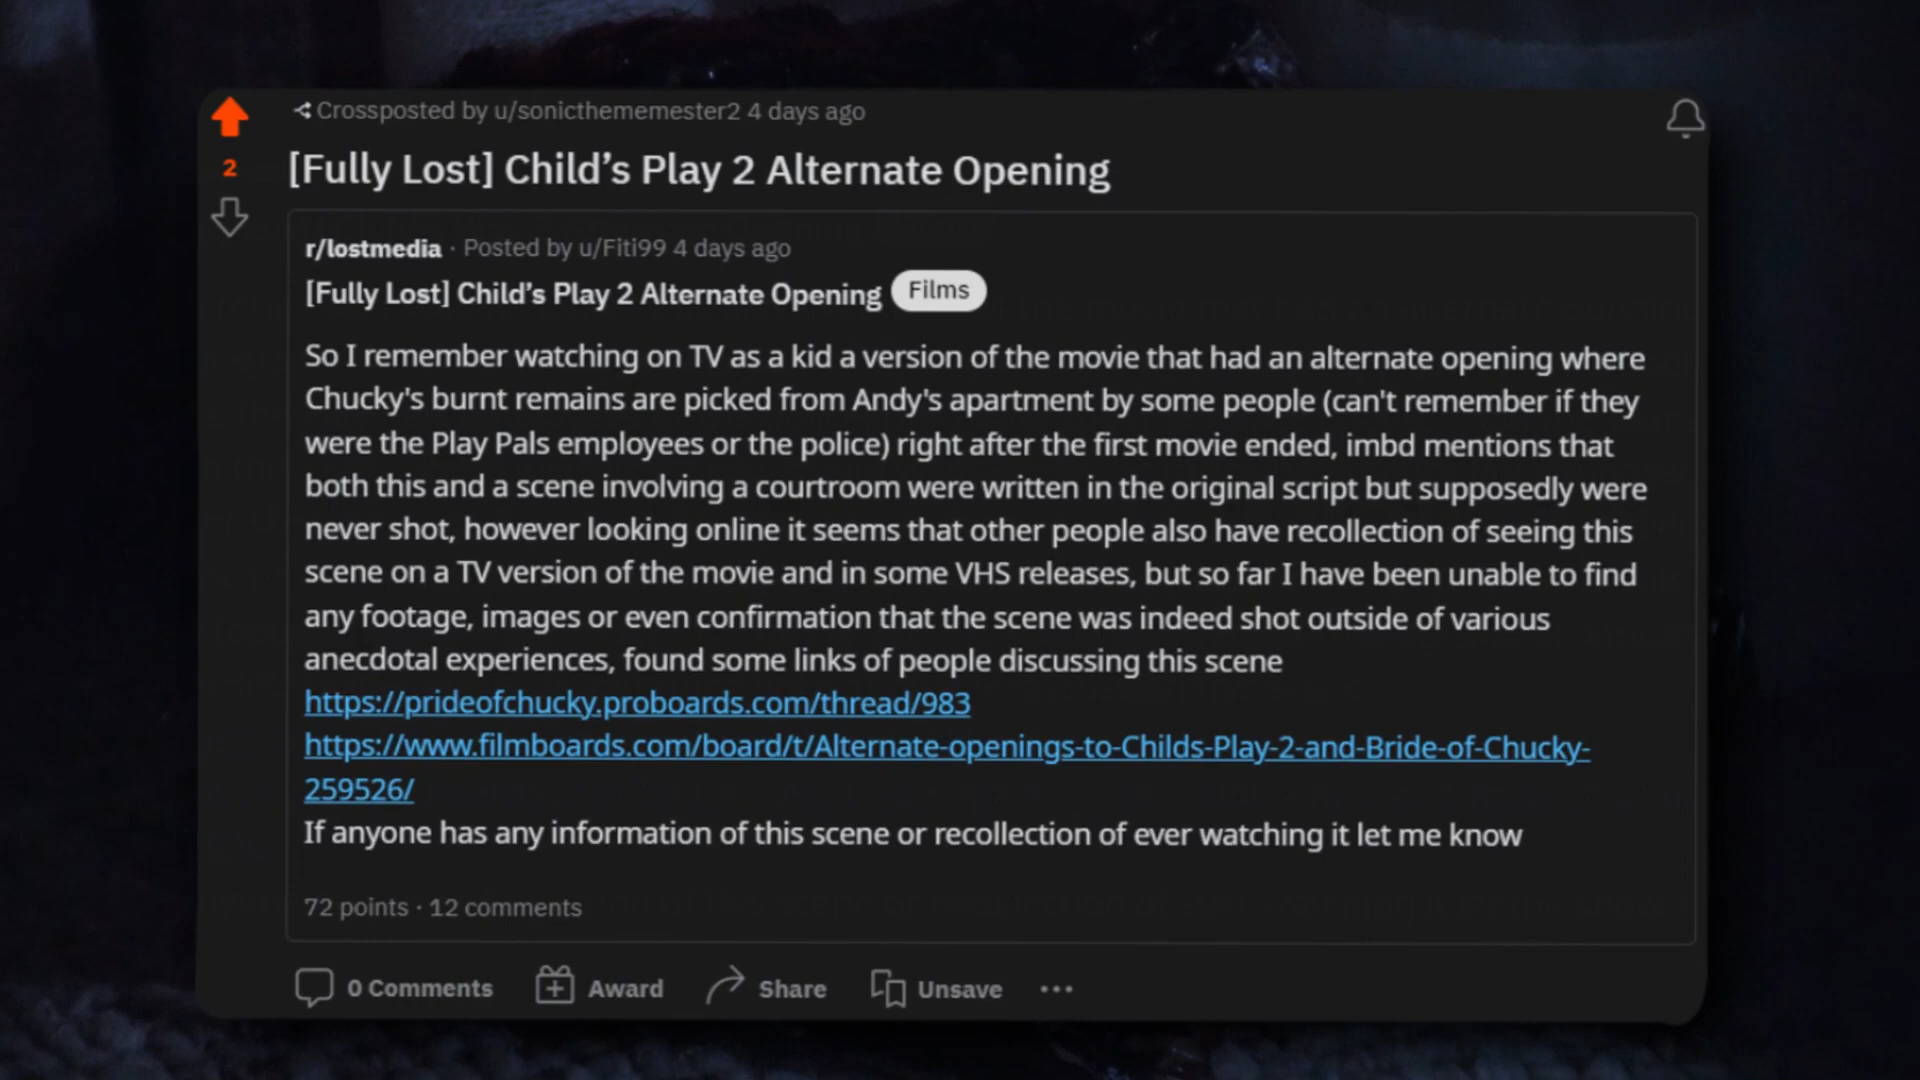 Crossposted by u/sonicthememester2 4 days ago
[Fully Lost] Child’s Play 2 Alternate Opening
2
r/lostmedia · Posted by u/Fiti99 4 days ago
[Fully Lost] Child’s Play 2 Alternate Opening Films
So I remember watching on TV as a kid a version of the movie that had an alternate opening where
Chucky's burnt remains are picked from Andy's apartment by some people (can't remember if they
were the Play Pals employees or the police) right after the first movie ended, imbd mentions that
both this and a scene involving a courtroom were written in the original script but supposedly were
never shot, however looking online it seems that other people also have recollection of seeing this
scene on a TV version of the movie and in some VHS releases, but so far I have been unable to find
any footage, images or even confirmation that the scene was indeed shot outside of various
anecdotal experiences, found some links of people discussing this scene
https://prideofchucky.proboards.com/thread/983
https://www.filmboards.com/board/t/Alternate-openings-to-Childs-Play-2-and-Bride-of-Chucky-
259526/
If anyone has any information of this scene or recollection of ever watching it let me know
72 points · 12 comments
0 Comments Award Share Unsave